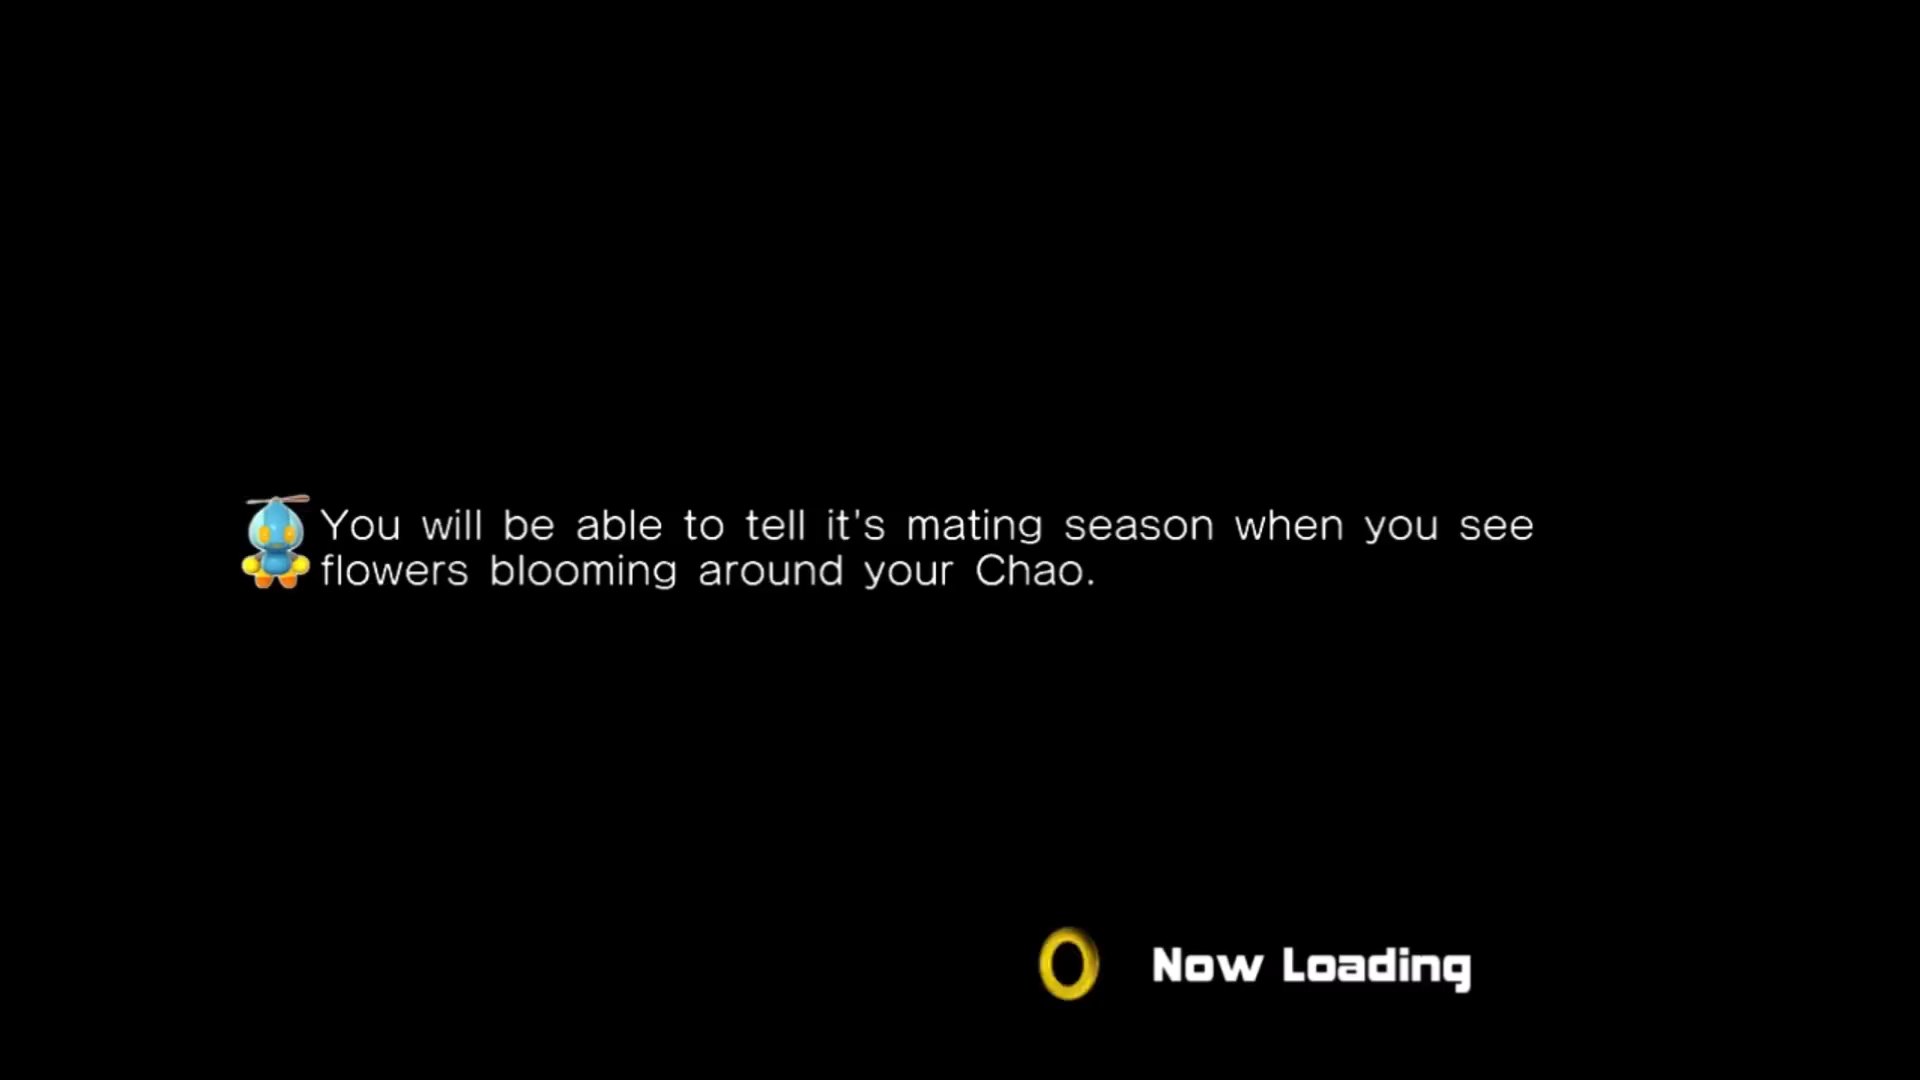 You will be able to tell it's mating season when you see
flowers blooming around your Chao.
Now Loading